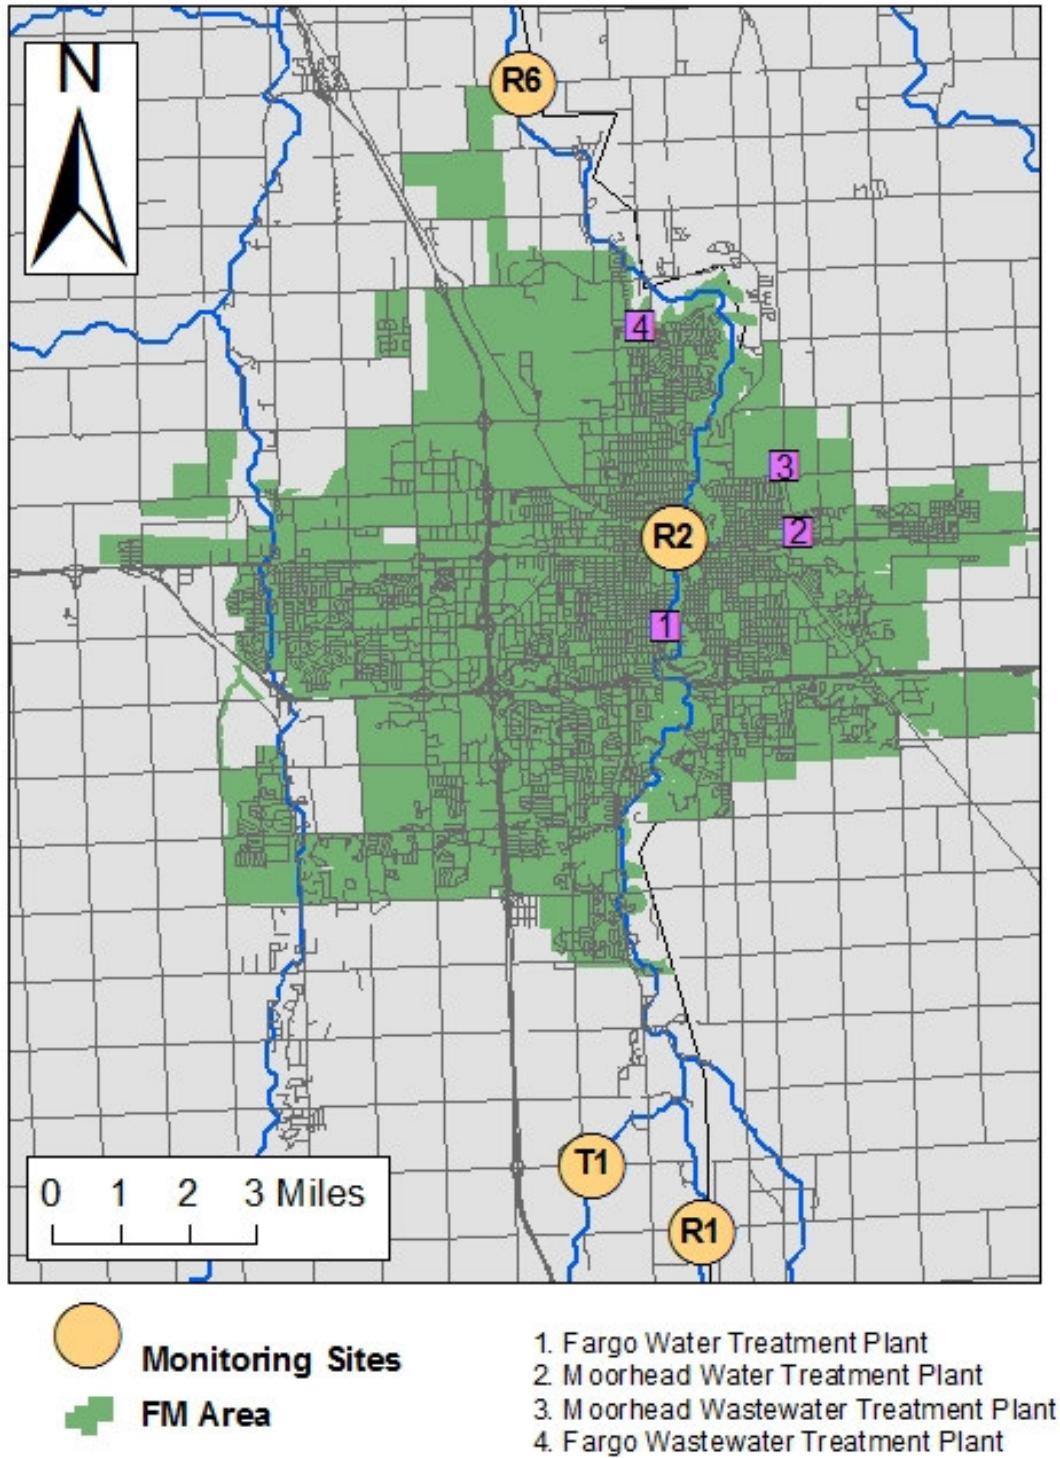 N
R6
4
3
2
R2
1
T1
R1
0 1 2 3 Miles
Monitoring Sites
FM Area
1. Fargo Water Treatment Plant
2. Moorhead Water Treatment Plant
3. Moorhead Wastewater Treatment Plant
4. Fargo Wastewater Treatment Plant